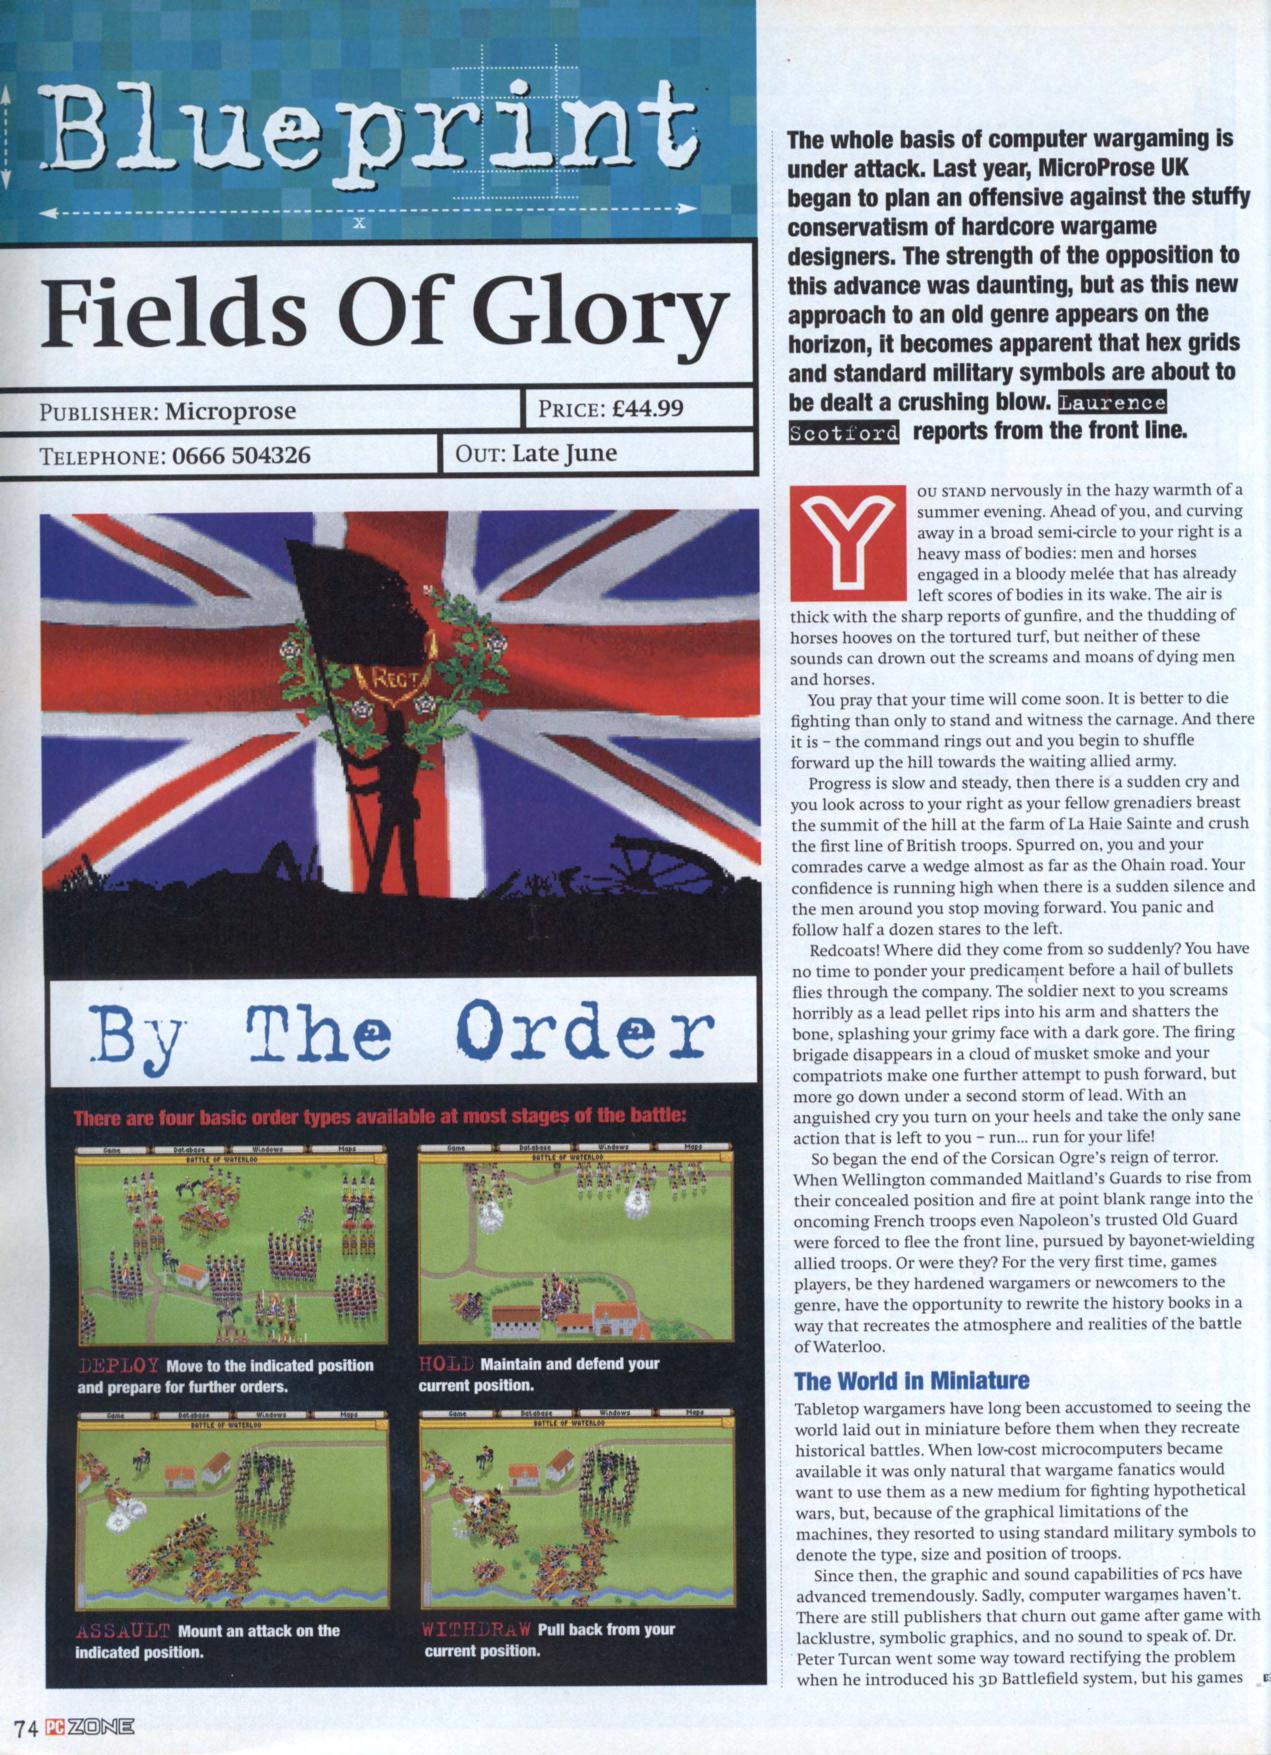 Blueprint
x
Fields Of Glory
PUBLISHER: Microprose
PRICE: £44.99
TELEPHONE: 0666 504326
OUT: Late June
REGT
By The Order
There are four basic order types available at most stages of the battle:
Game Database Windows Maps
BATTLE OF WATERLOO
Game Database Windows Maps
BATTLE OF WATERLOO
DEPLOY Move to the indicated position
and prepare for further orders.
HOLD Maintain and defend your
current position.
Game Database Windows Maps
BATTLE OF WATERLOO
Game Database Windows Maps
BATTLE OF WATERLOO
ASSAULT Mount an attack on the
indicated position.
WITHDRAW Pull back from your
current position.
The whole basis of computer wargaming is
under attack. Last year, MicroProse UK
began to plan an offensive against the stuffy
conservatism of hardcore wargame
designers. The strength of the opposition to
this advance was daunting, but as this new
approach to an old genre appears on the
horizon, it becomes apparent that hex grids
and standard military symbols are about to
be dealt a crushing blow. Laurence
Scotford reports from the front line.
YOU STAND nervously in the hazy warmth of a
summer evening. Ahead of you, and curving
away in a broad semi-circle to your right is a
heavy mass of bodies: men and horses
engaged in a bloody melée that has already
left scores of bodies in its wake. The air is
thick with the sharp reports of gunfire, and the thudding of
horses hooves on the tortured turf, but neither of these
sounds can drown out the screams and moans of dying men
and horses.
You pray that your time will come soon. It is better to die
fighting than only to stand and witness the carnage. And there
it is – the command rings out and you begin to shuffle
forward up the hill towards the waiting allied army.
Progress is slow and steady, then there is a sudden cry and
you look across to your right as your fellow grenadiers breast
the summit of the hill at the farm of La Haie Sainte and crush
the first line of British troops. Spurred on, you and your
comrades carve a wedge almost as far as the Ohain road. Your
confidence is running high when there is a sudden silence and
the men around you stop moving forward. You panic and
follow half a dozen stares to the left.
Redcoats! Where did they come from so suddenly? You have
no time to ponder your predicament before a hail of bullets
flies through the company. The soldier next to you screams
horribly as a lead pellet rips into his arm and shatters the
bone, splashing your grimy face with a dark gore. The firing
brigade disappears in a cloud of musket smoke and your
compatriots make one further attempt to push forward, but
more go down under a second storm of lead. With an
anguished cry you turn on your heels and take the only sane
action that is left to you – run... run for your life!
So began the end of the Corsican Ogre's reign of terror.
When Wellington commanded Maitland's Guards to rise from
their concealed position and fire at point blank range into the
oncoming French troops even Napoleon's trusted Old Guard
were forced to flee the front line, pursued by bayonet-wielding
allied troops. Or were they? For the very first time, games
players, be they hardened wargamers or newcomers to the
genre, have the opportunity to rewrite the history books in a
way that recreates the atmosphere and realities of the battle
of Waterloo.
The World in Miniature
Tabletop wargamers have long been accustomed to seeing the
world laid out in miniature before them when they recreate
historical battles. When low-cost microcomputers became
available it was only natural that wargame fanatics would
want to use them as a new medium for fighting hypothetical
wars, but, because of the graphical limitations of the
machines, they resorted to using standard military symbols to
denote the type, size and position of troops.
Since then, the graphic and sound capabilities of PCs have
advanced tremendously. Sadly, computer wargames haven't.
There are still publishers that churn out game after game with
lacklustre, symbolic graphics, and no sound to speak of. Dr.
Peter Turcan went some way toward rectifying the problem
when he introduced his 3D Battlefield system, but his games
74 PC ZONE